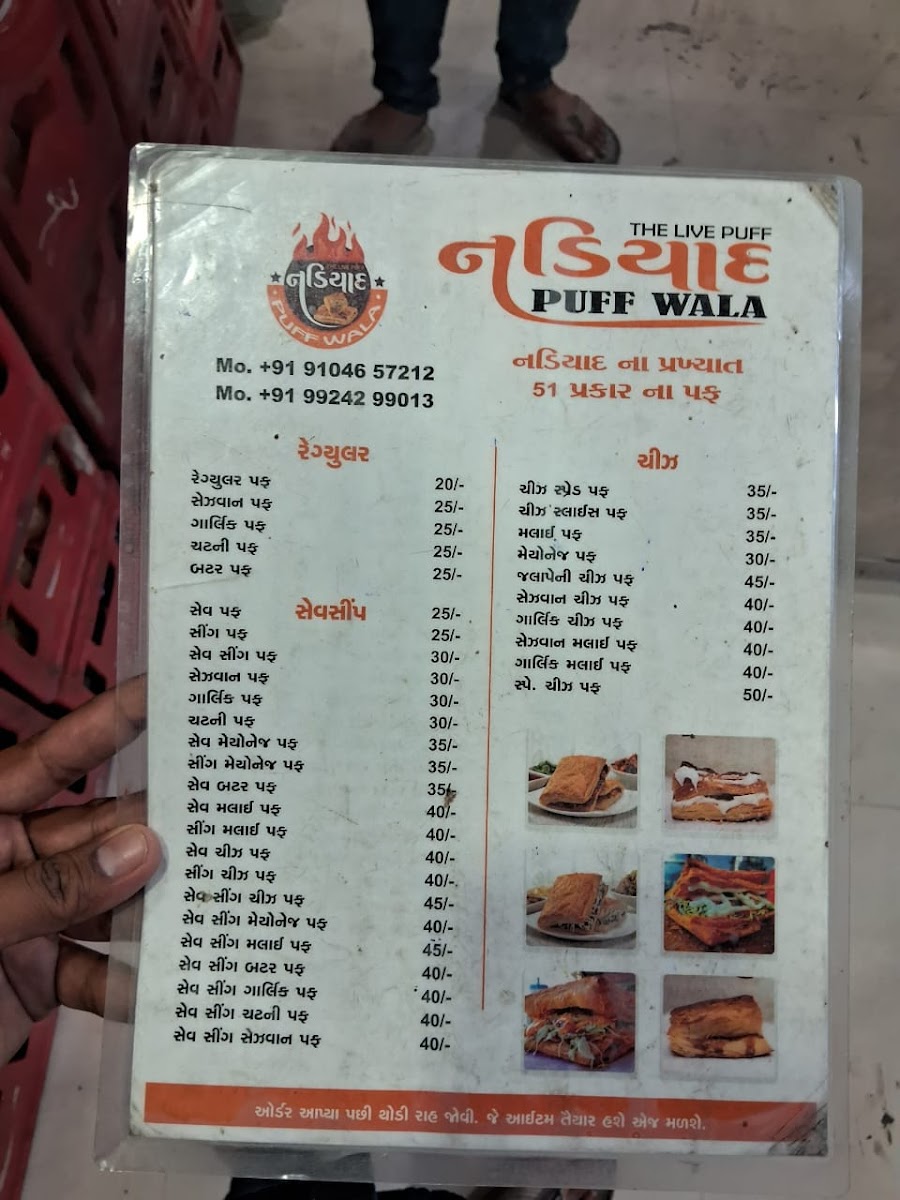 THE LIVE PUFF
નડિયાદ
PUFF WALA
THE LIVE PUFF
નડિયાદ
PUFF WALA
Mo. +91 91046 57212
Mo. +91 99242 99013
નડિયાદ ના પ્રખ્યાત
51 પ્રકાર ના પફ
રેગ્યુલર
રેગ્યુલર પફ 20/-
સેઝવાન પફ 25/-
ગાર્લિક પફ 25/-
ચટની પફ 25/-
બટર પફ 25/-
સેવસીંપ
સેવ પફ 25/-
સીંગ પફ 25/-
સેવ સીંગ પફ 30/-
સેઝવાન પફ 30/-
ગાર્લિક પફ 30/-
ચટની પફ 30/-
સેવ મેયોનેજ પફ 35/-
સીંગ મેયોનેજ પફ 35/-
સેવ બટર પફ 35/-
સેવ મલાઈ પફ 40/-
સીંગ મલાઈ પફ 40/-
સેવ ચીઝ પફ 40/-
સીંગ ચીઝ પફ 40/-
સેવ સીંગ ચીઝ પફ 45/-
સેવ સીંગ મેયોનેજ પફ 40/-
સેવ સીંગ મલાઈ પફ 45/-
સેવ સીંગ બટર પફ 40/-
સેવ સીંગ ગાર્લિક પફ 40/-
સેવ સીંગ ચટની પફ 40/-
સેવ સીંગ સેઝવાન પફ 40/-
ચીઝ
ચીઝ સ્પ્રેડ પફ 35/-
ચીઝ સ્લાઈસ પફ 35/-
મલાઈ પફ 35/-
મેયોનેજ પફ 30/-
જલાપેની ચીઝ પફ 45/-
સેઝવાન ચીઝ પફ 40/-
ગાર્લિક ચીઝ પફ 40/-
સેઝવાન મલાઈ પફ 40/-
ગાર્લિક મલાઈ પફ 40/-
સ્પે. ચીઝ પફ 50/-
ઓર્ડર આપ્યા પછી થોડી રાહ જોવી. જે આઈટમ તૈયાર હશે એજ મળશે.